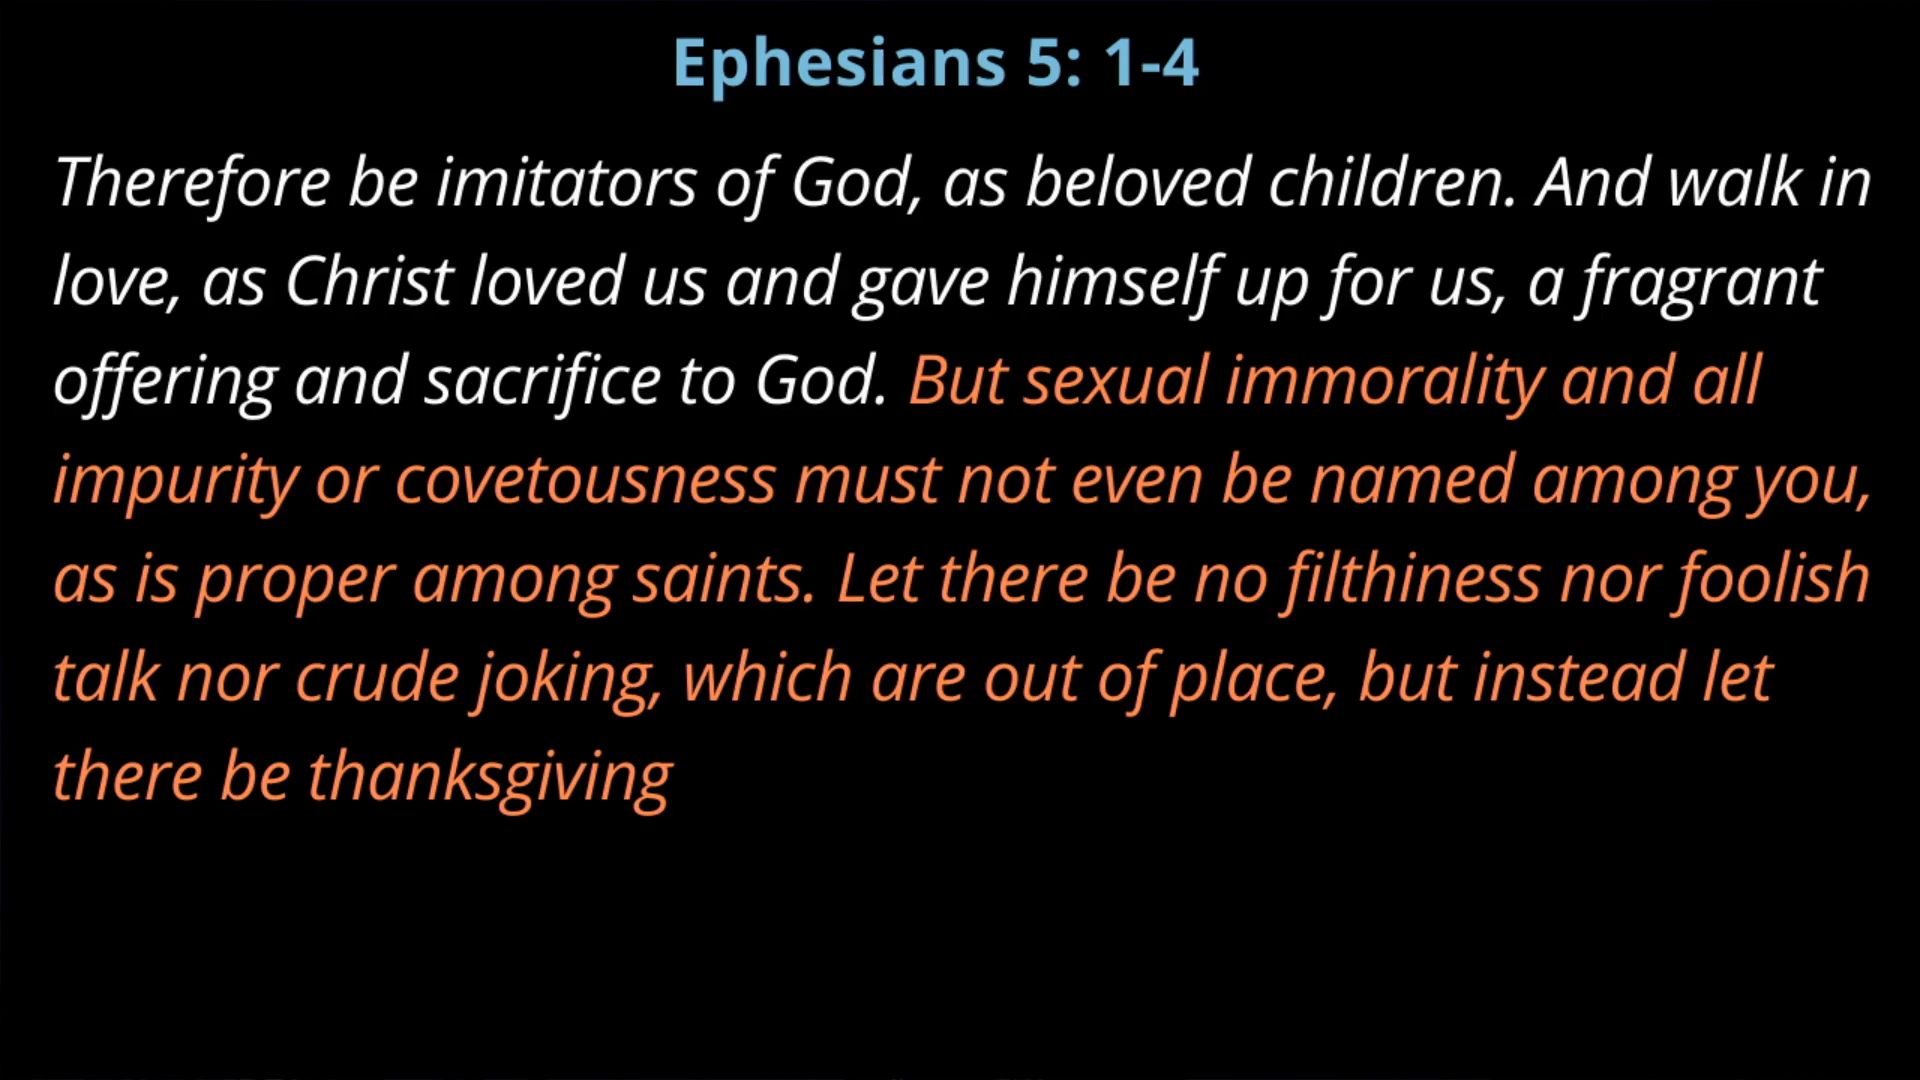 Ephesians 5: 1-4
Therefore be imitators of God, as beloved children. And walk in
love, as Christ loved us and gave himself up for us, a fragrant
offering and sacrifice to God. But sexual immorality and all
impurity or covetousness must not even be named among you,
as is proper among saints. Let there be no filthiness nor foolish
talk nor crude joking, which are out of place, but instead let
there be thanksgiving